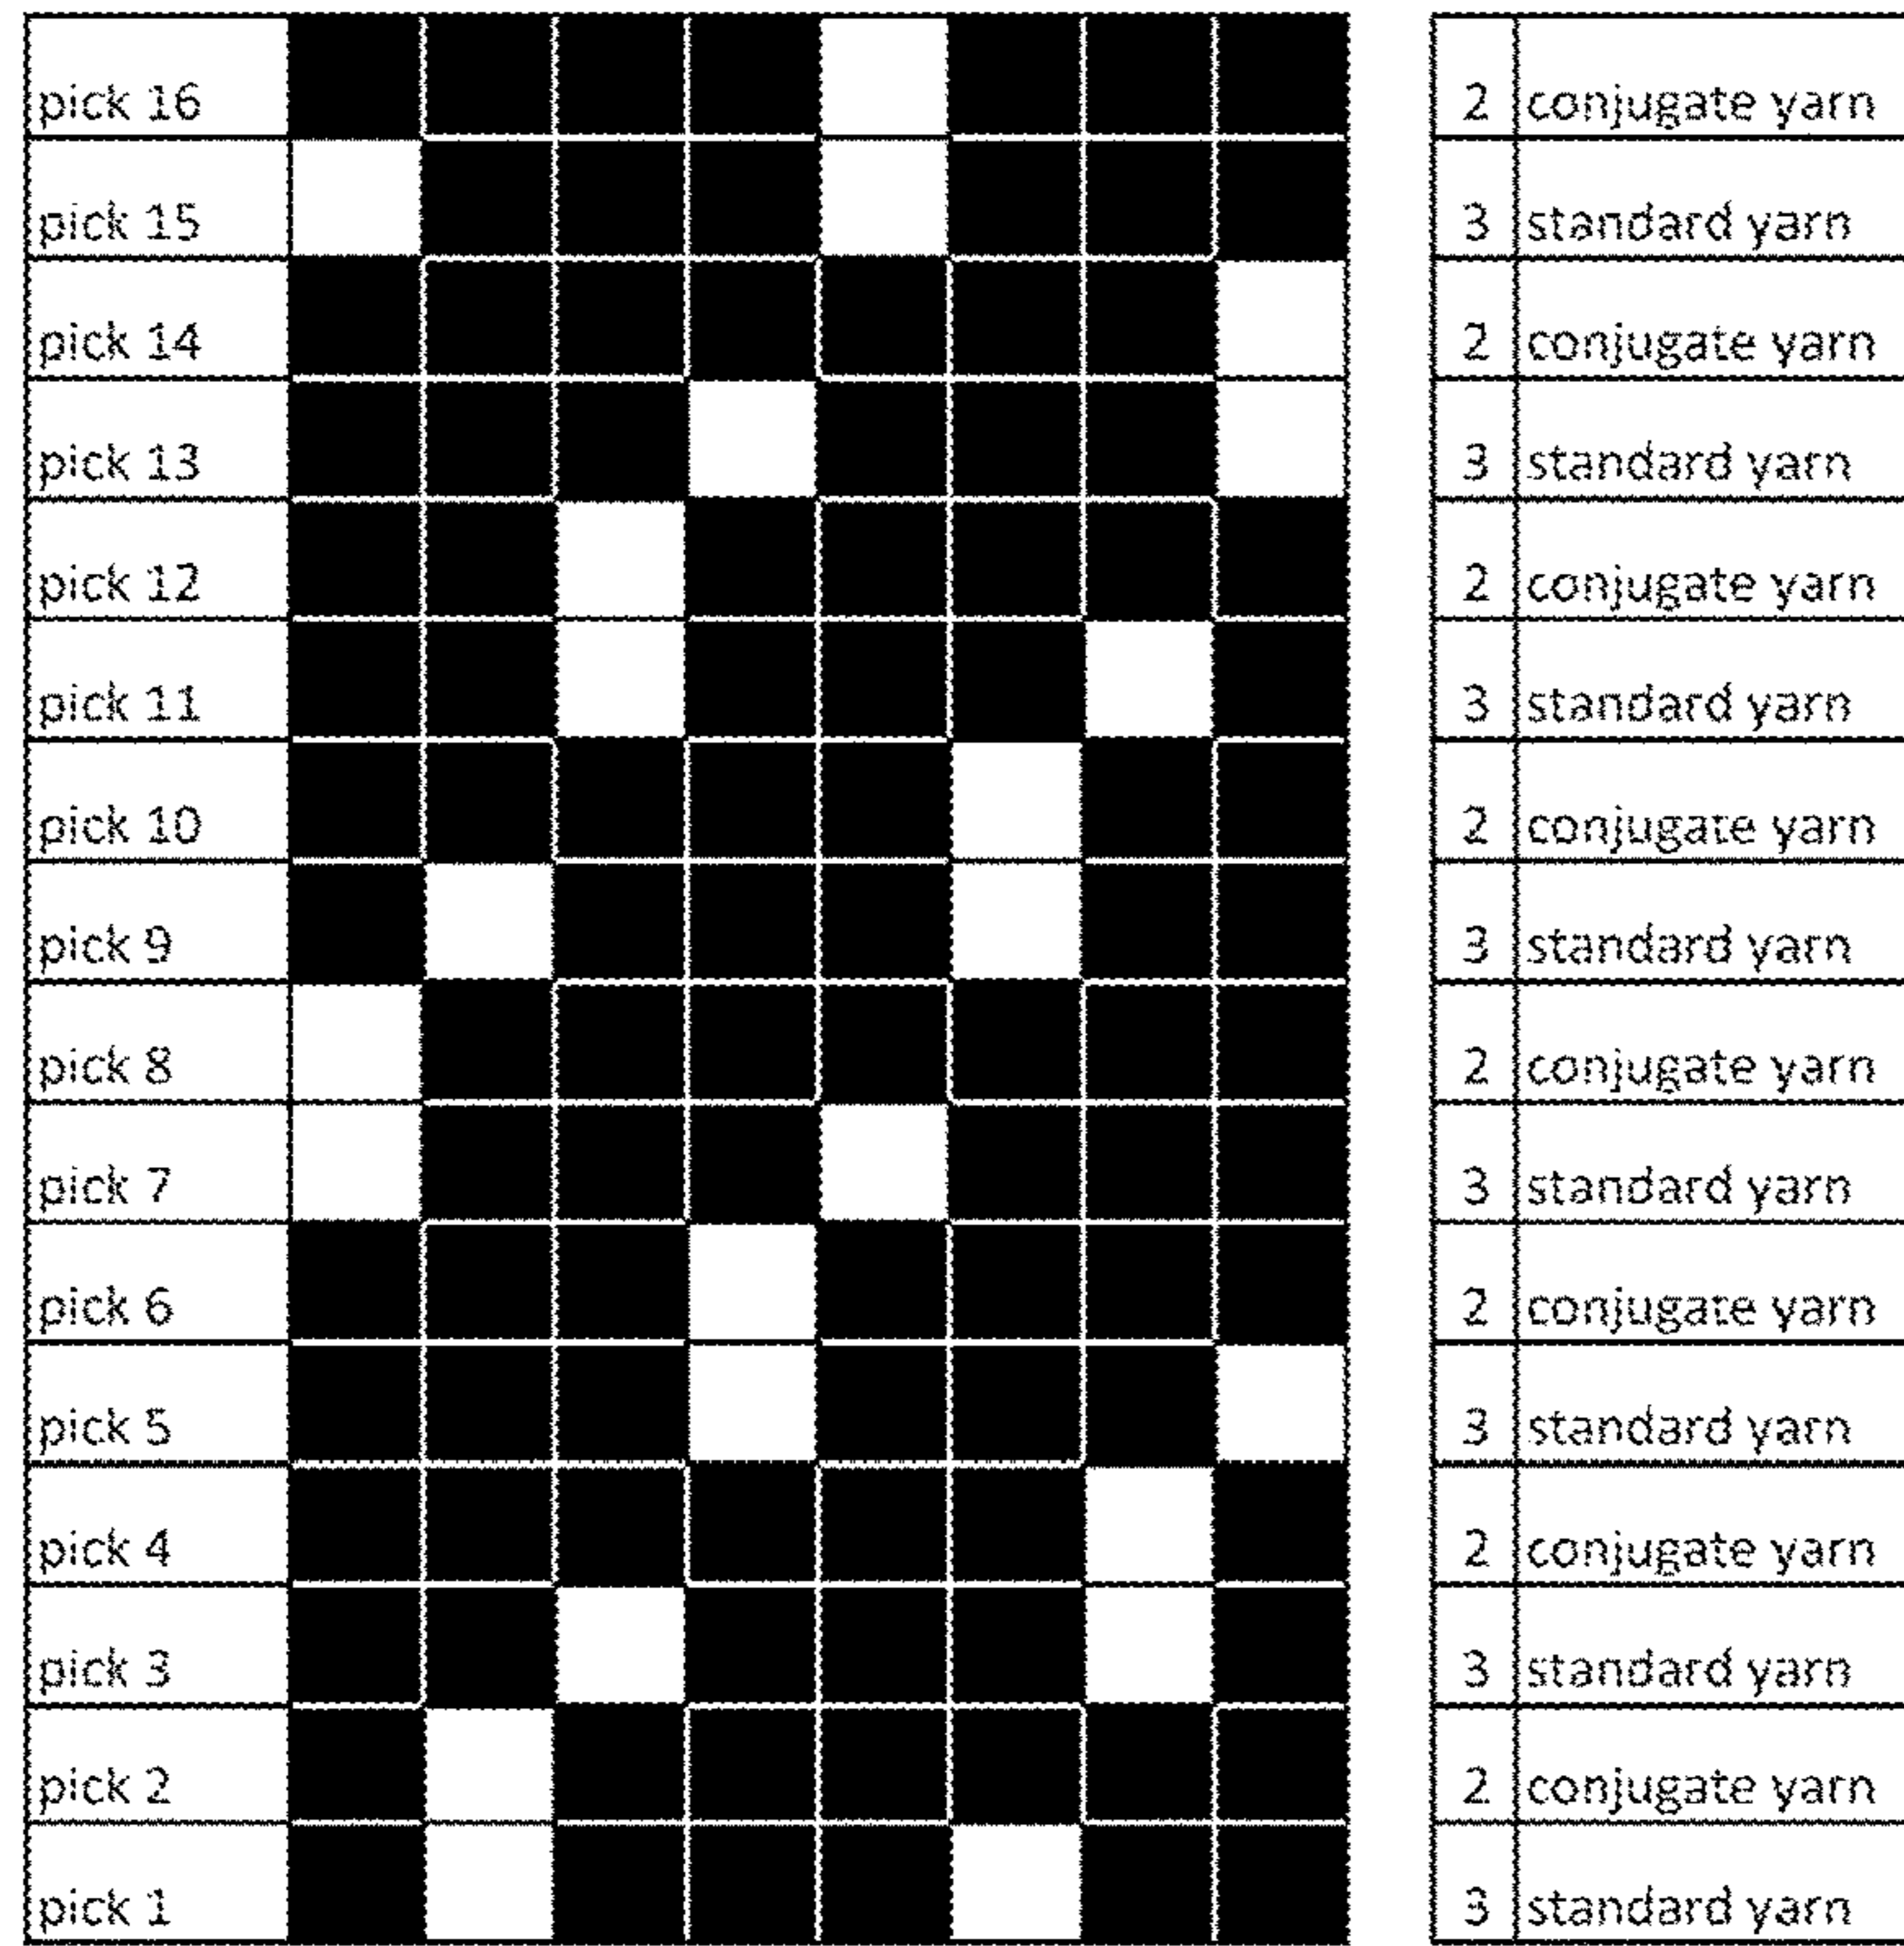 pick 16 2 conjugate yarn
pick 15 3 standard yarn
pick 14 2 conjugate yarn
pick 13 3 standard yarn
pick 12 2 conjugate yarn
pick 11 3 standard yarn
pick 10 2 conjugate yarn
pick 9 3 standard yarn
pick 8 2 conjugate yarn
pick 7 3 standard yarn
pick 6 2 conjugate yarn
pick 5 3 standard yarn
pick 4 2 conjugate yarn
pick 3 3 standard yarn
pick 2 2 conjugate yarn
pick 1 3 standard yarn